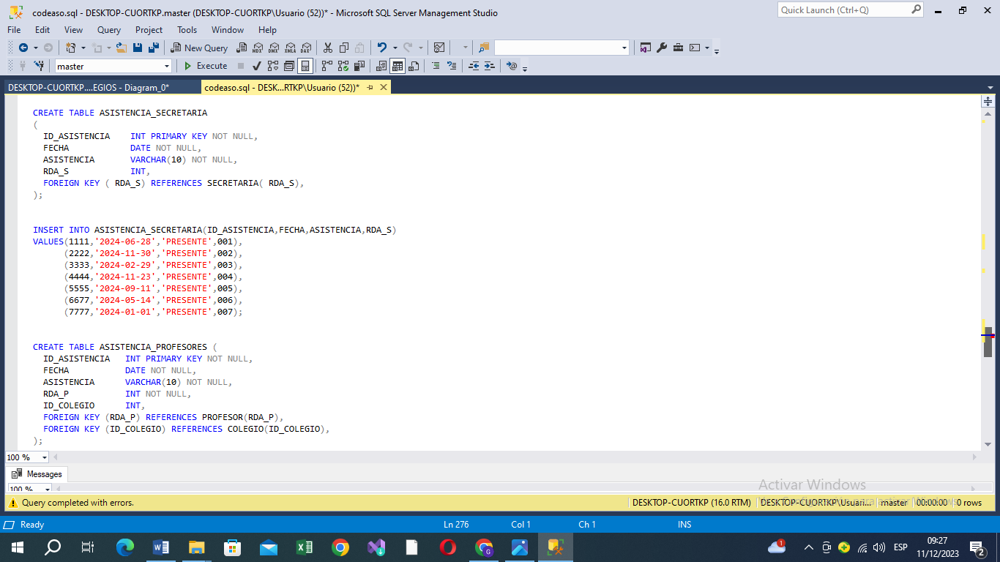 codeaso.sql - DESKTOP-CUORTKP.master (DESKTOP-CUORTKP\Usuario (52))* - Microsoft SQL Server Management Studio
Quick Launch (Ctrl+Q)
File Edit View Query Project Tools Window Help
New Query
MDX DMX XMLA DAX
master
Execute
DESKTOP-CUORTKP....EGIOS - Diagram_0*
codeaso.sql - DESK...RTKP\Usuario (52))*
CREATE TABLE ASISTENCIA_SECRETARIA
(
ID_ASISTENCIA INT PRIMARY KEY NOT NULL,
FECHA DATE NOT NULL,
ASISTENCIA VARCHAR(10) NOT NULL,
RDA_S INT,
FOREIGN KEY ( RDA_S) REFERENCES SECRETARIA( RDA_S),
);
INSERT INTO ASISTENCIA_SECRETARIA(ID_ASISTENCIA,FECHA,ASISTENCIA,RDA_S)
VALUES(1111,'2024-06-28','PRESENTE',001),
(2222,'2024-11-30','PRESENTE',002),
(3333,'2024-02-29','PRESENTE',003),
(4444,'2024-11-23','PRESENTE',004),
(5555,'2024-09-11','PRESENTE',005),
(6677,'2024-05-14','PRESENTE',006),
(7777,'2024-01-01','PRESENTE',007);
CREATE TABLE ASISTENCIA_PROFESORES (
ID_ASISTENCIA INT PRIMARY KEY NOT NULL,
FECHA DATE NOT NULL,
ASISTENCIA VARCHAR(10) NOT NULL,
RDA_P INT NOT NULL,
ID_COLEGIO INT,
FOREIGN KEY (RDA_P) REFERENCES PROFESOR(RDA_P),
FOREIGN KEY (ID_COLEGIO) REFERENCES COLEGIO(ID_COLEGIO),
);
100 %
Messages
100 %
Activar Windows
Query completed with errors.
DESKTOP-CUORTKP (16.0 RTM) DESKTOP-CUORTKP\Usuari... master 00:00:00 0 rows
Ready Ln 276 Col 1 Ch 1 INS
1
ESP
09:27
11/12/2023
2